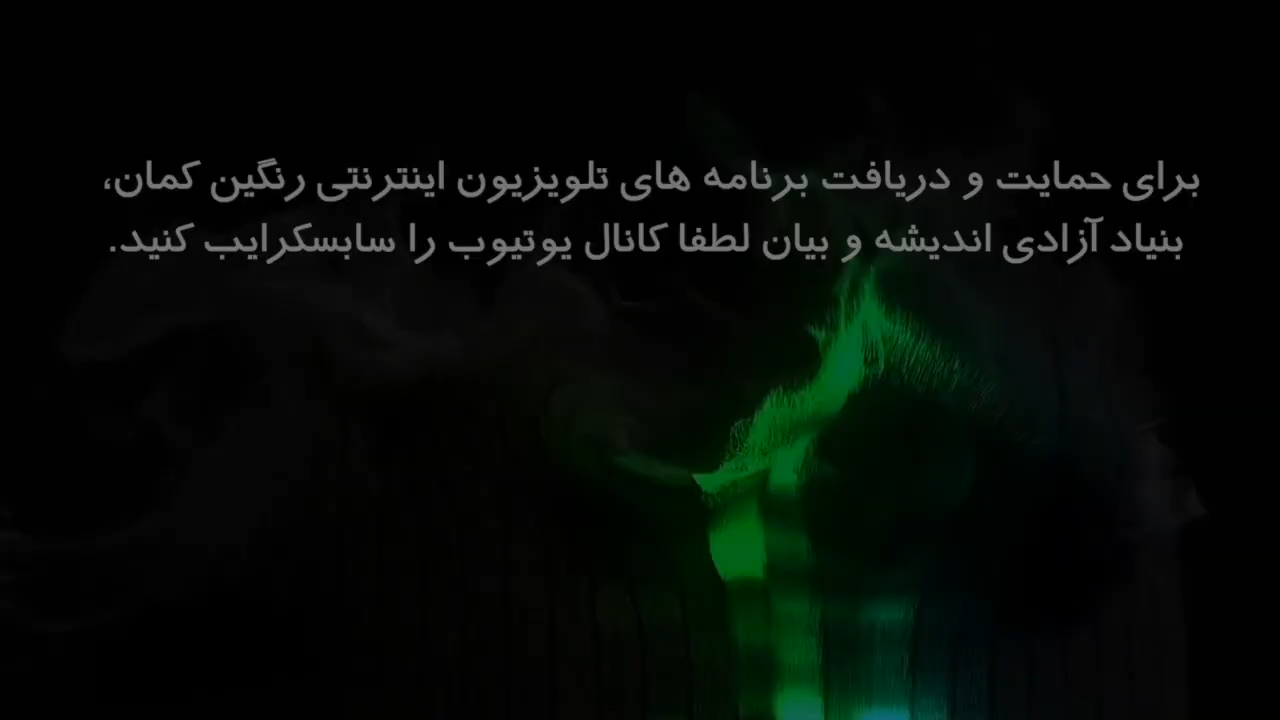 برای حمایت و دریافت برنامه های تلویزیون اینترنتی رنگین کمان،
بنیاد آزادی اندیشه و بیان لطفا کانال یوتیوب را سابسکرایب کنید.